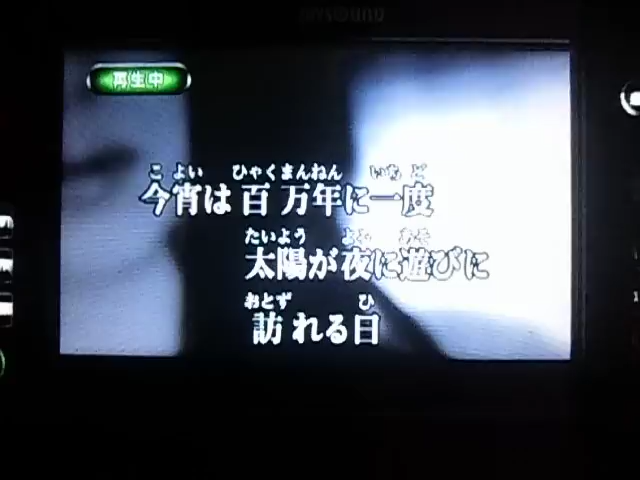 JOYSOUND
再生中
こよい ひゃくまんねん いちど
今宵は百万年に一度
たいよう よる あそ
太陽が夜に遊びに
おとず ひ
訪れる日